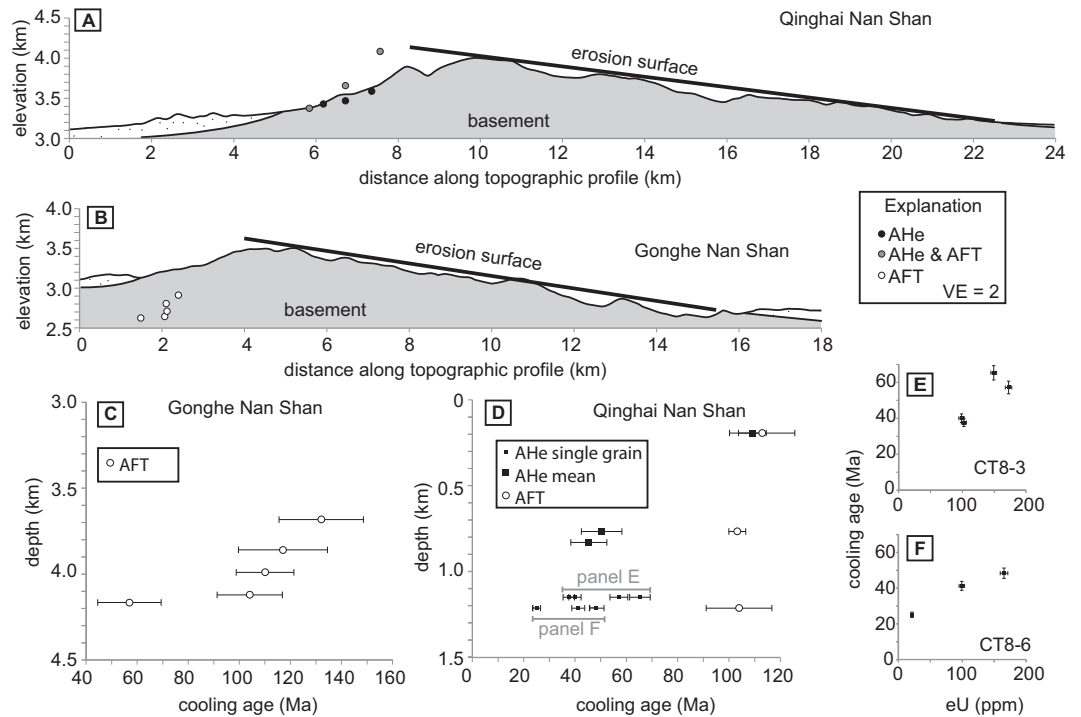 A
Qinghai Nan Shan
elevation (km)
4.5
4.0
3.5
3.0
erosion surface
basement
0 2 4 6 8 10 12 14 16 18 20 22 24
distance along topographic profile (km)
B
Gonghe Nan Shan
elevation (km)
4.0
3.5
3.0
2.5
erosion surface
basement
0 2 4 6 8 10 12 14 16 18
distance along topographic profile (km)
Explanation
AHe
AHe & AFT
AFT
VE = 2
C
Gonghe Nan Shan
AFT
depth (km)
3.0
3.5
4.0
4.5
40 60 80 100 120 140 160
cooling age (Ma)
D
Qinghai Nan Shan
AHe single grain
AHe mean
AFT
depth (km)
0
0.5
1.0
1.5
panel E
panel F
0 20 40 60 80 100 120 140
cooling age (Ma)
E
60
40
20
0
CT8-3
0 100 200
cooling age (Ma)
F
60
40
20
0
CT8-6
0 100 200
eU (ppm)